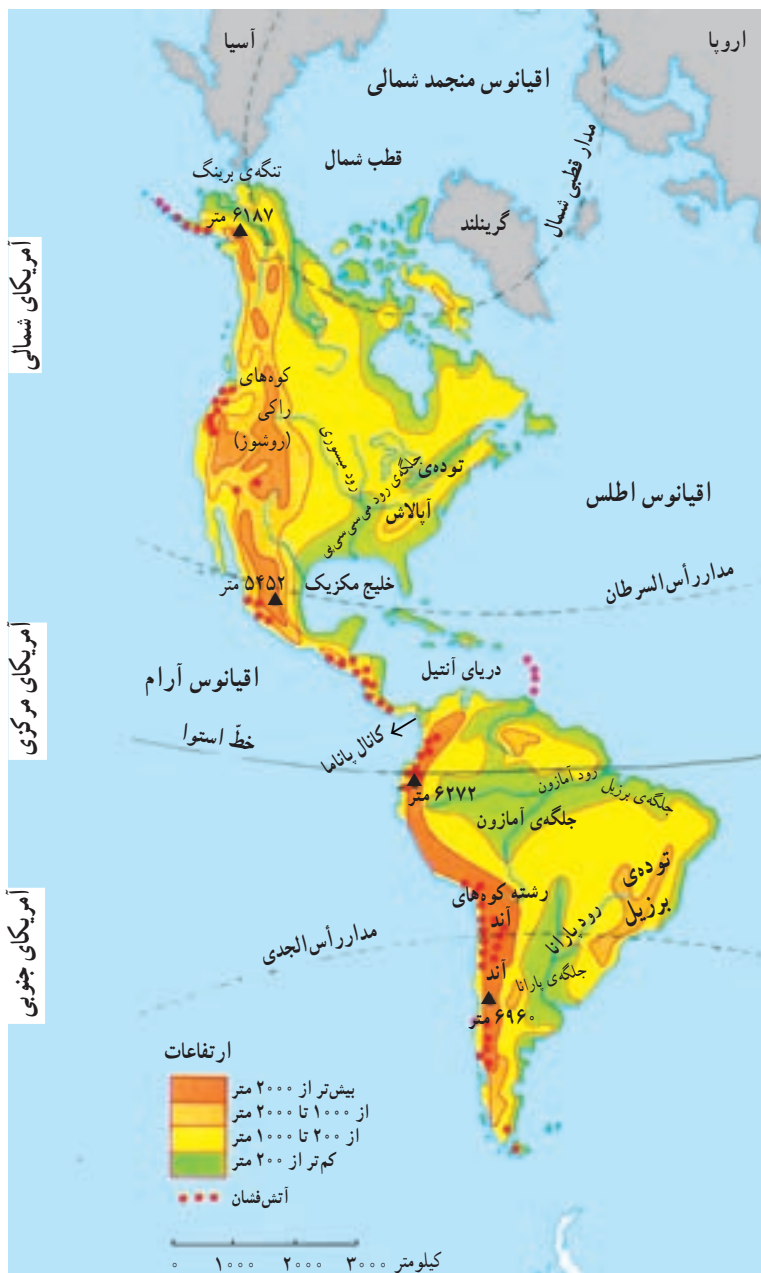 آسیا
اروپا
اقیانوس منجمد شمالی
قطب شمال
مدار قطبی شمال
تنگه‌ی برینگ
۶۱۸۷ متر
گرینلند
آمریکای شمالی
کوه‌های
راکی
(روشوز)
رود میسوری
جلگه‌ی رود می‌سی‌سی‌پی
توده‌ی
آپالاش
اقیانوس اطلس
مدار رأس‌السرطان
۵۴۵۲ متر
خلیج مکزیک
آمریکای مرکزی
اقیانوس آرام
دریای آنتیل
خطّ استوا
کانال پاناما
۶۲۷۲ متر
رود آمازون
جلگه‌ی برزیل
جلگه‌ی آمازون
توده‌ی
برزیل
رشته کوه‌های
آند
رود پارانا
مدار رأس‌الجدی
آمریکای جنوبی
آند
جلگه‌ی پارانا
۶۹۶۰ متر
ارتفاعات
بیش‌تر از ۲۰۰۰ متر
از ۱۰۰۰ تا ۲۰۰۰ متر
از ۲۰۰ تا ۱۰۰۰ متر
کم‌تر از ۲۰۰ متر
آتش‌فشان
۰ ۱۰۰۰ ۲۰۰۰ ۳۰۰۰ کیلومتر